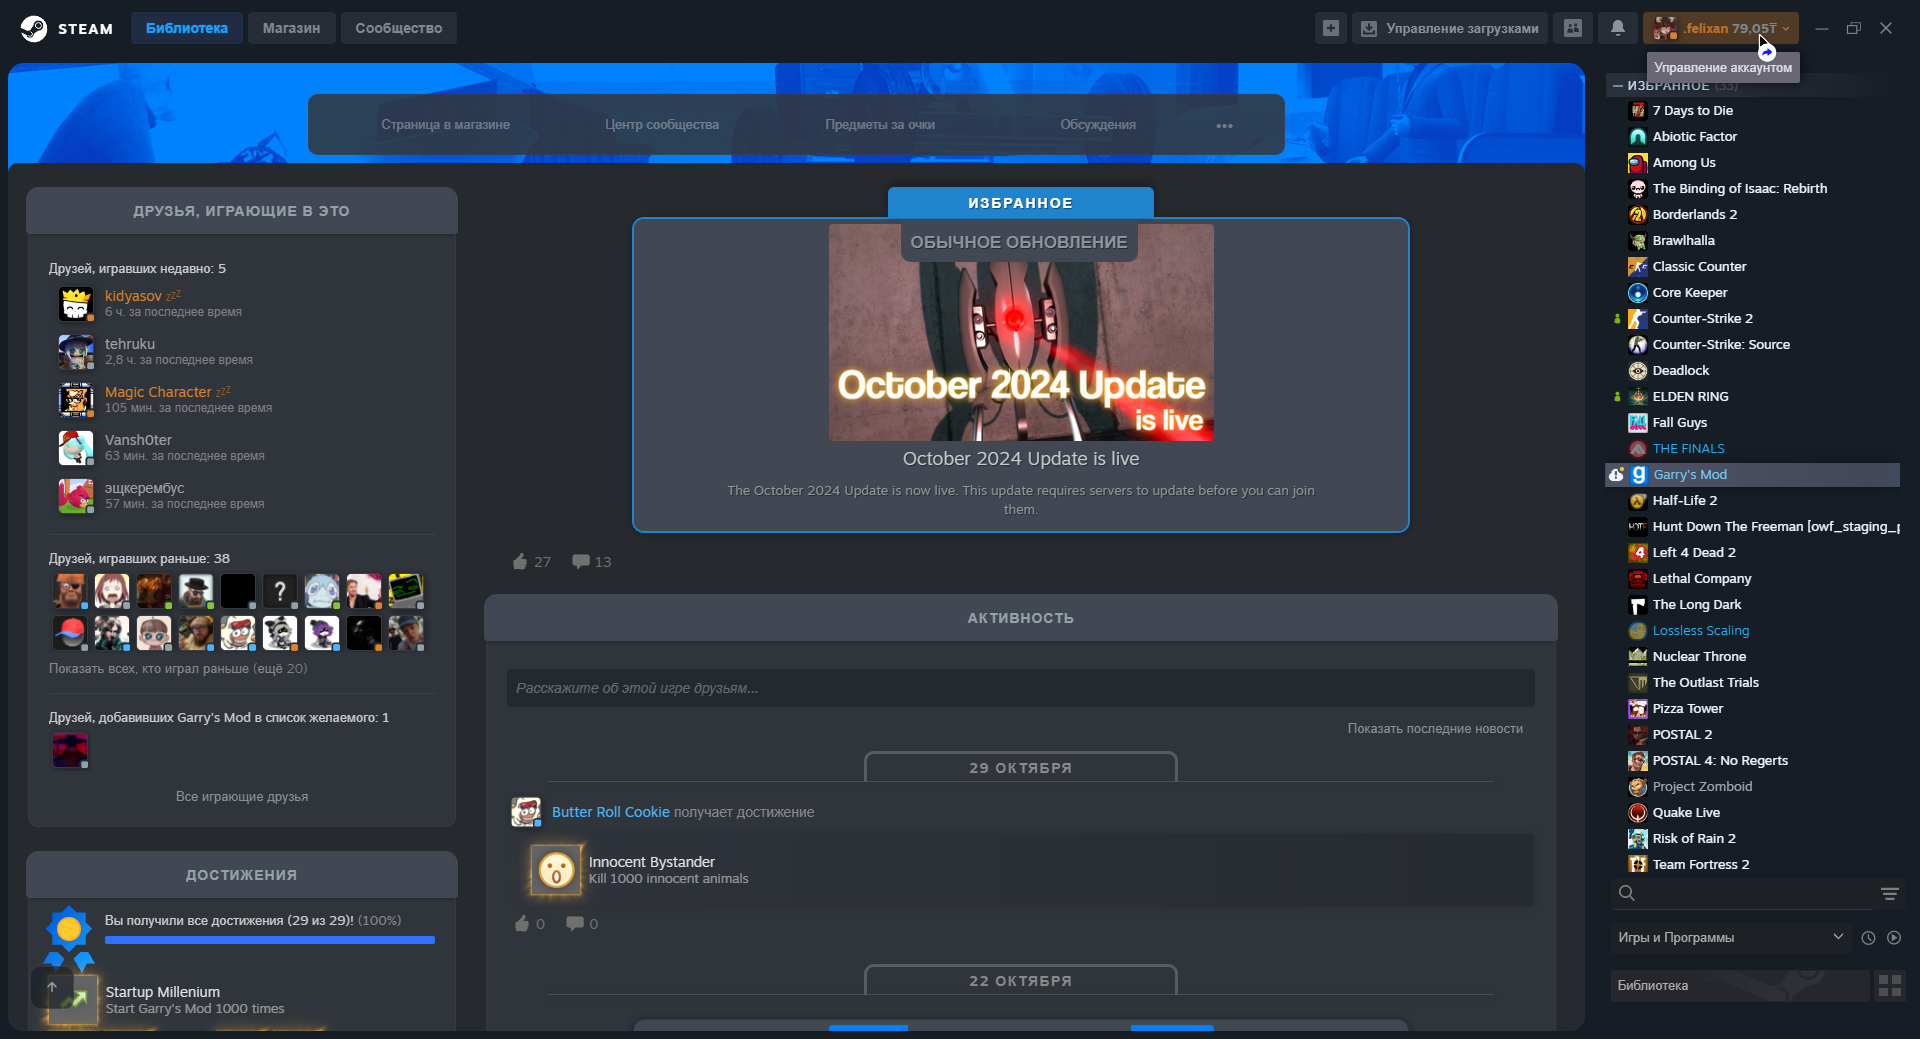 STEAM
Библиотека
Магазин
Сообщество
Управление загрузками
.felixan 79,05₸
Управление аккаунтом
Страница в магазине
Центр сообщества
Предметы за очки
Обсуждения
ДРУЗЬЯ, ИГРАЮЩИЕ В ЭТО
Друзей, игравших недавно: 5
kidyasov zzZ
6 ч. за последнее время
tehruku
2,8 ч. за последнее время
Magic Character zzZ
105 мин. за последнее время
Vansh0ter
63 мин. за последнее время
эщкерембус
57 мин. за последнее время
Друзей, игравших раньше: 38
?
Показать всех, кто играл раньше (ещё 20)
Друзей, добавивших Garry's Mod в список желаемого: 1
Все играющие друзья
ДОСТИЖЕНИЯ
Вы получили все достижения (29 из 29)! (100%)
Startup Millenium
Start Garry's Mod 1000 times
ИЗБРАННОЕ
ОБЫЧНОЕ ОБНОВЛЕНИЕ
October 2024 Update
is live
October 2024 Update is live
The October 2024 Update is now live. This update requires servers to update before you can join
them.
27
13
АКТИВНОСТЬ
Расскажите об этой игре друзьям...
Показать последние новости
29 ОКТЯБРЯ
Butter Roll Cookie получает достижение
Innocent Bystander
Kill 1000 innocent animals
0
0
22 ОКТЯБРЯ
ИЗБРАННОЕ (33)
7 Days to Die
Abiotic Factor
Among Us
The Binding of Isaac: Rebirth
Borderlands 2
Brawlhalla
Classic Counter
Core Keeper
Counter-Strike 2
Counter-Strike: Source
Deadlock
ELDEN RING
Fall Guys
THE FINALS
Garry's Mod
Half-Life 2
Hunt Down The Freeman [owf_staging_p
Left 4 Dead 2
Lethal Company
The Long Dark
Lossless Scaling
Nuclear Throne
The Outlast Trials
Pizza Tower
POSTAL 2
POSTAL 4: No Regerts
Project Zomboid
Quake Live
Risk of Rain 2
Team Fortress 2
Игры и Программы
Библиотека